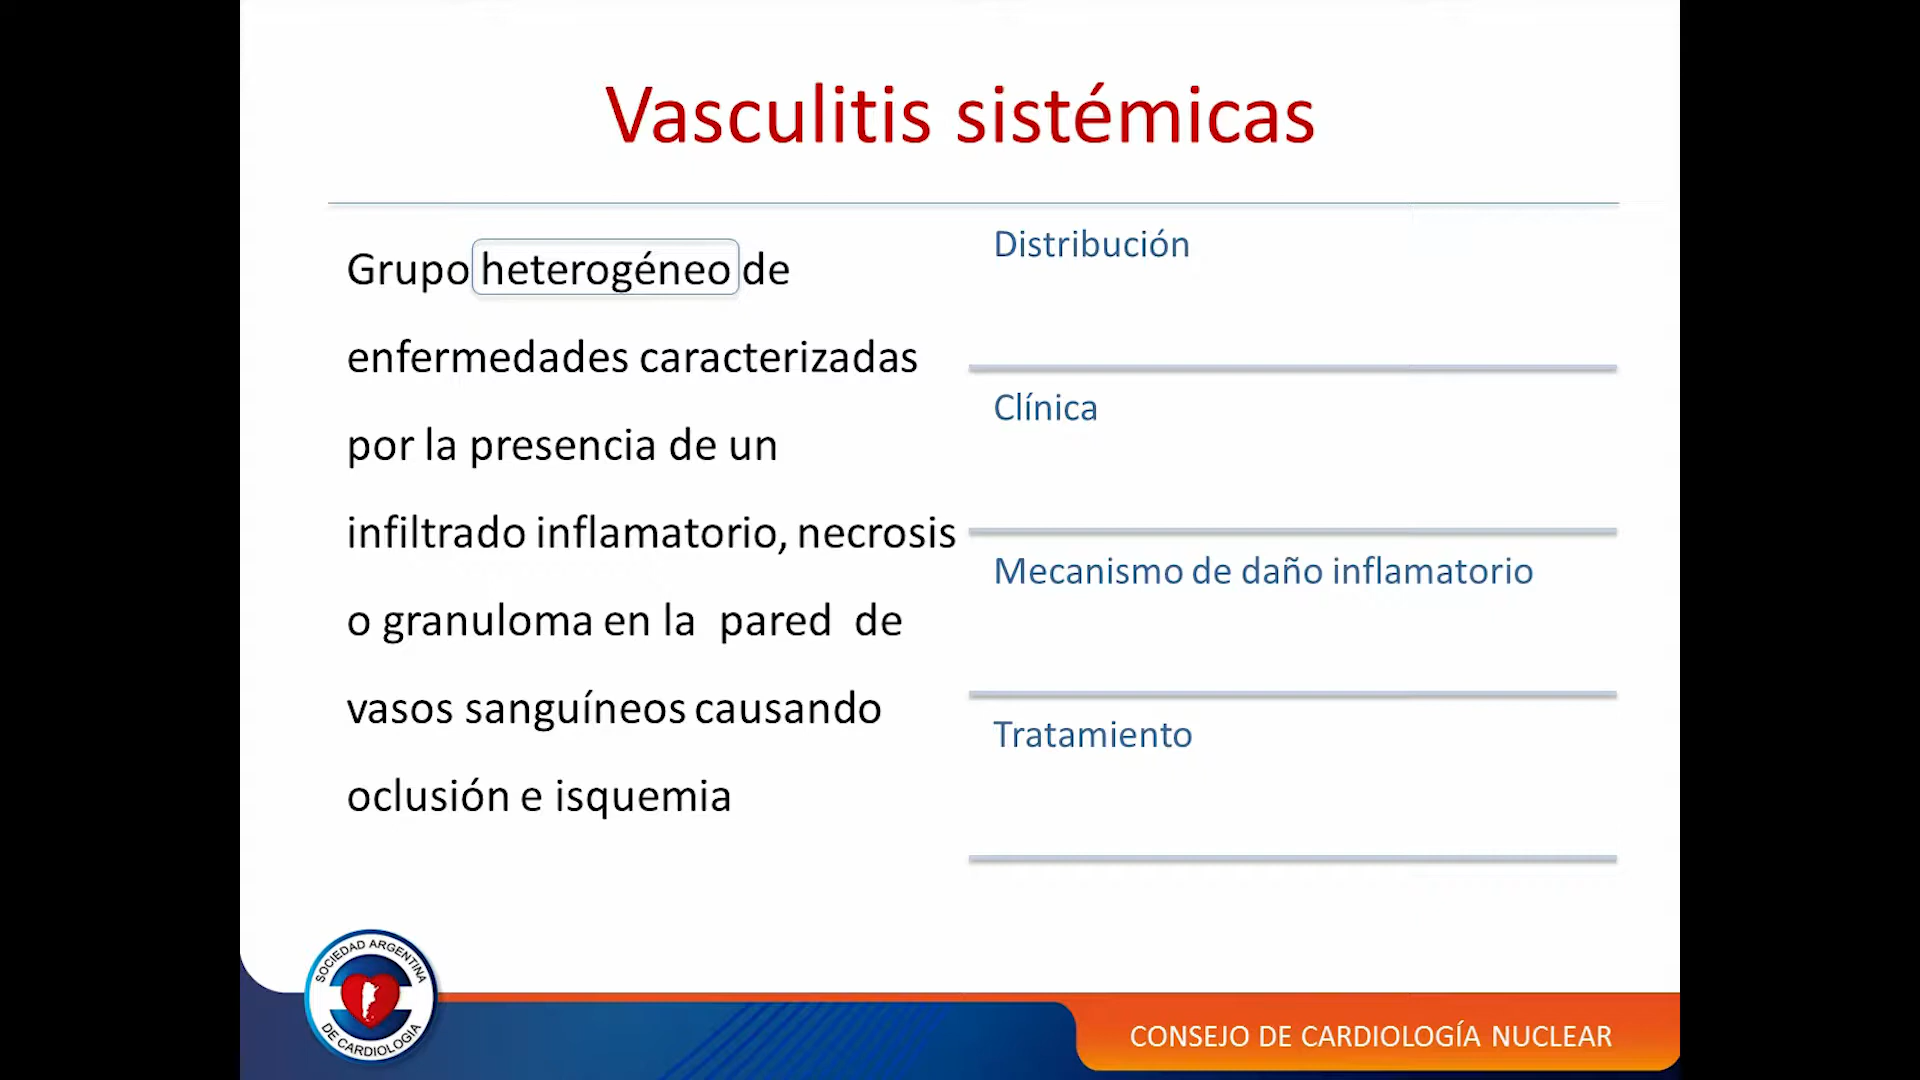 Vasculitis sistémicas
Grupo heterogéneo de
enfermedades caracterizadas
por la presencia de un
infiltrado inflamatorio, necrosis
o granuloma en la pared de
vasos sanguíneos causando
oclusión e isquemia
Distribución
Clínica
Mecanismo de daño inflamatorio
Tratamiento
SOCIEDAD ARGENTINA
DE CARDIOLOGÍA
CONSEJO DE CARDIOLOGÍA NUCLEAR